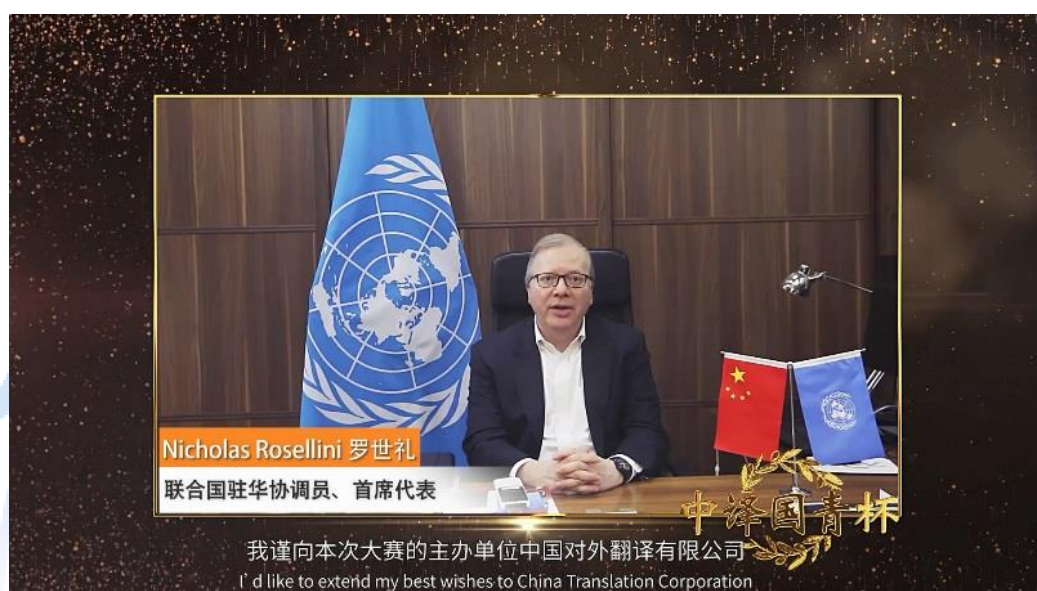 Nicholas Rosellini 罗世礼
联合国驻华协调员、首席代表
中译国青杯
我谨向本次大赛的主办单位中国对外翻译有限公司
I'd like to extend my best wishes to China Translation Corporation